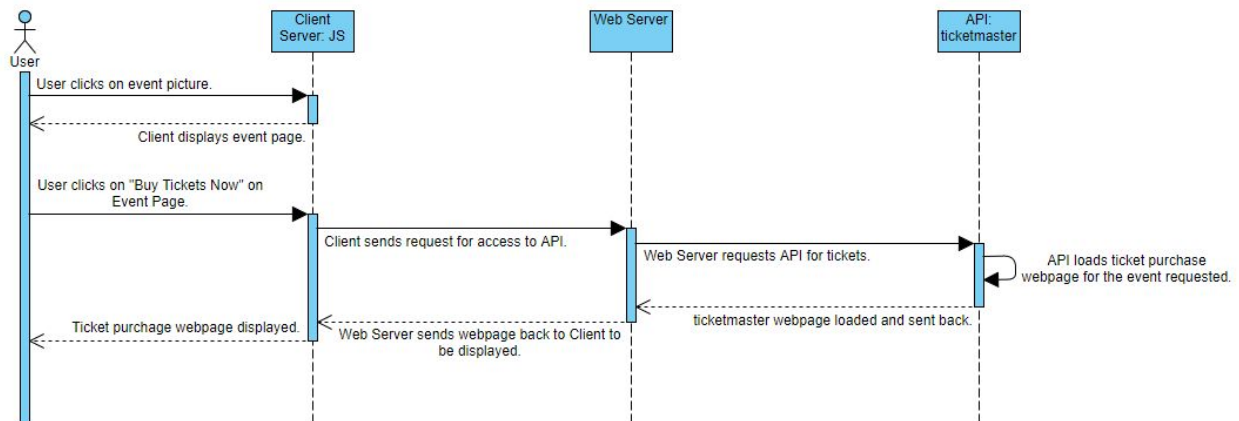 Client
Server: JS
Web Server
API:
ticketmaster
User
User clicks on event picture.
Client displays event page.
User clicks on "Buy Tickets Now" on
Event Page.
Client sends request for access to API.
Web Server requests API for tickets.
API loads ticket purchase
webpage for the event requested.
ticketmaster webpage loaded and sent back.
Web Server sends webpage back to Client to
be displayed.
Ticket purchage webpage displayed.